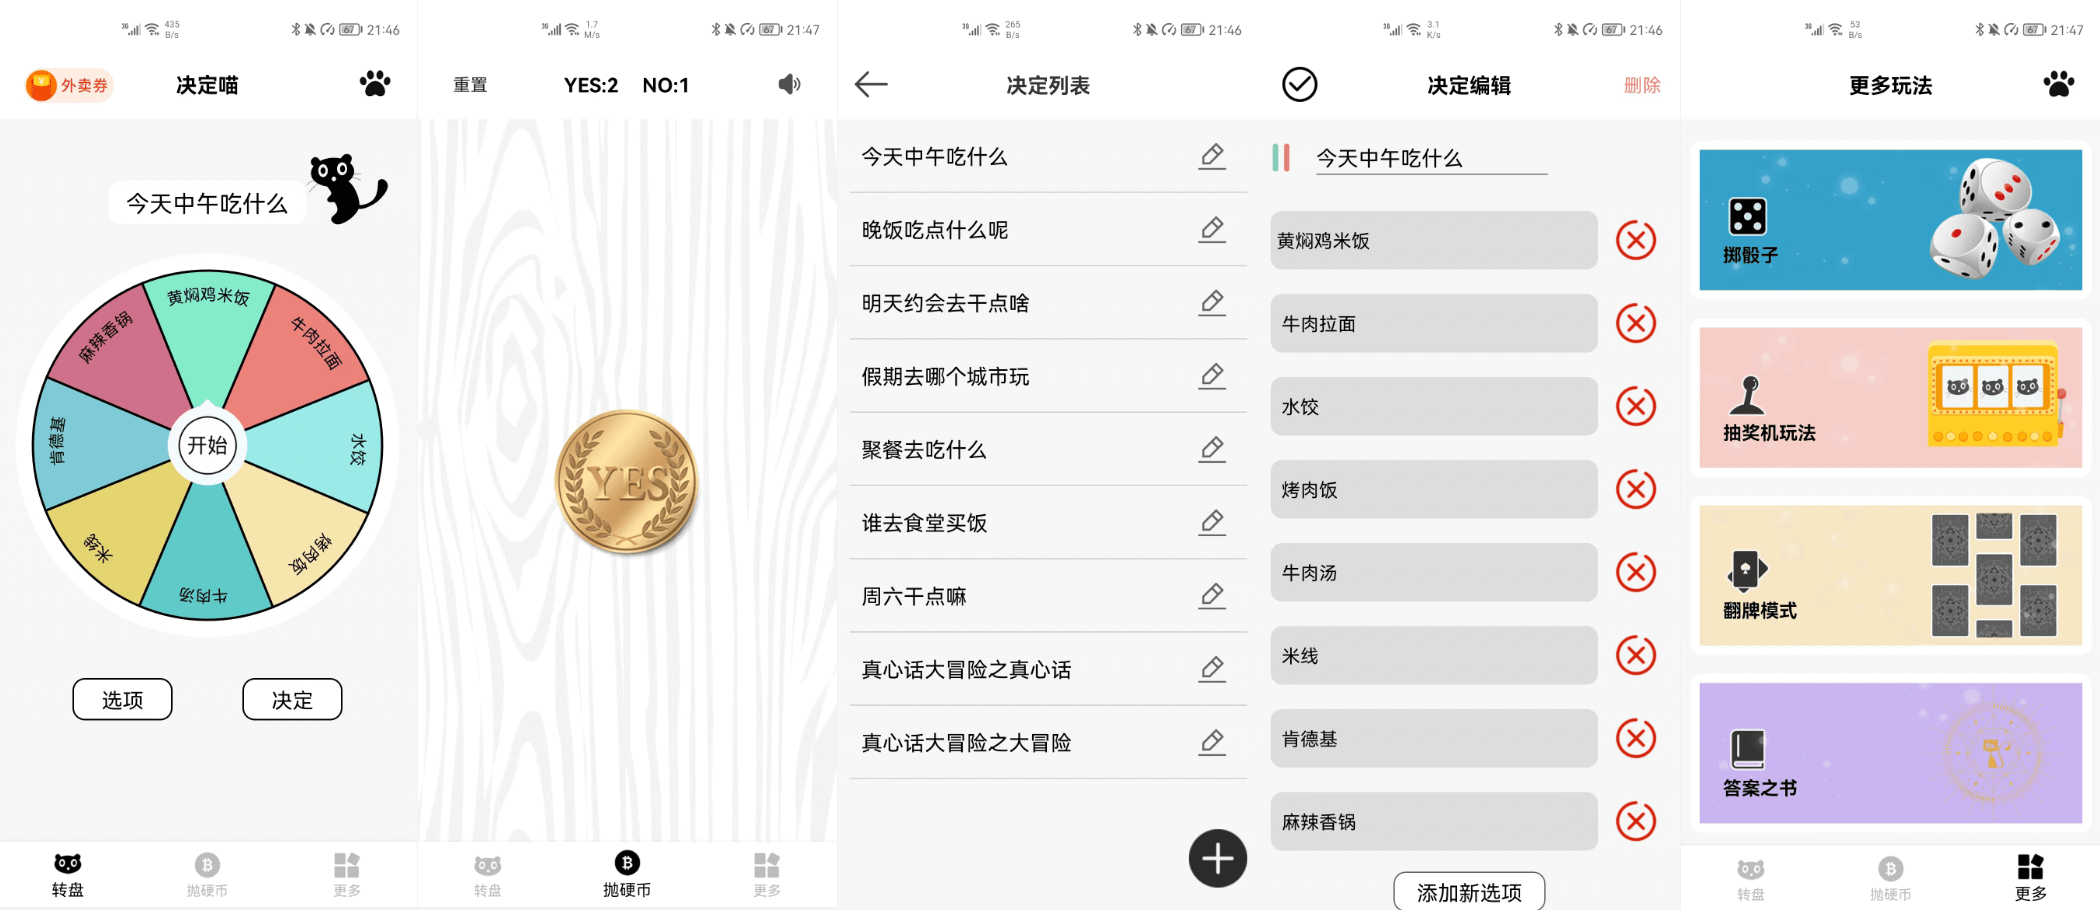 3G 435 B/s 67 21:46
外卖券 决定喵
今天中午吃什么
黄焖鸡米饭
牛肉拉面
水饺
烤肉饭
牛肉汤
米线
肯德基
麻辣香锅
开始
选项 决定
转盘 抛硬币 更多
3G 1.7 M/s 67 21:47
重置 YES:2 NO:1
YES
转盘 抛硬币 更多
3G 265 B/s 67 21:46
决定列表
今天中午吃什么
晚饭吃点什么呢
明天约会去干点啥
假期去哪个城市玩
聚餐去吃什么
谁去食堂买饭
周六干点嘛
真心话大冒险之真心话
真心话大冒险之大冒险
3G 3.1 K/s 67 21:46
决定编辑 删除
今天中午吃什么
黄焖鸡米饭
牛肉拉面
水饺
烤肉饭
牛肉汤
米线
肯德基
麻辣香锅
添加新选项
3G 53 B/s 67 21:47
更多玩法
掷骰子
抽奖机玩法
翻牌模式
答案之书
转盘 抛硬币 更多